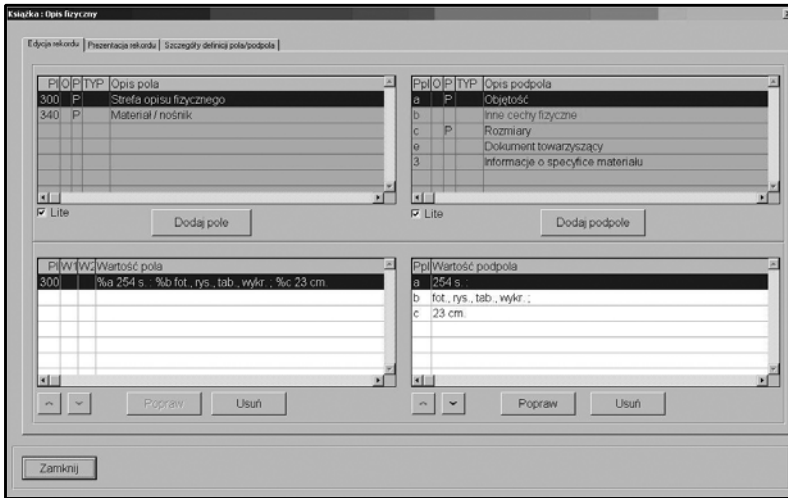 Książka : Opis fizyczny
Edycja rekordu Prezentacja rekordu Szczegóły definicji pola/podpola
Pl O P TYP Opis pola
300 P Strefa opisu fizycznego
340 P Materiał / nośnik
Lite
Dodaj pole
Ppl O P TYP Opis podpola
a P Objętość
b Inne cechy fizyczne
c P Rozmiary
e Dokument towarzyszący
3 Informacje o specyfice materiału
Lite
Dodaj podpole
Pl W1 W2 Wartość pola
300 %a 254 s. : %b fot., rys., tab., wykr. ; %c 23 cm.
Popraw Usuń
Ppl Wartość podpola
a 254 s. :
b fot., rys., tab., wykr. ;
c 23 cm.
Popraw Usuń
Zamknij